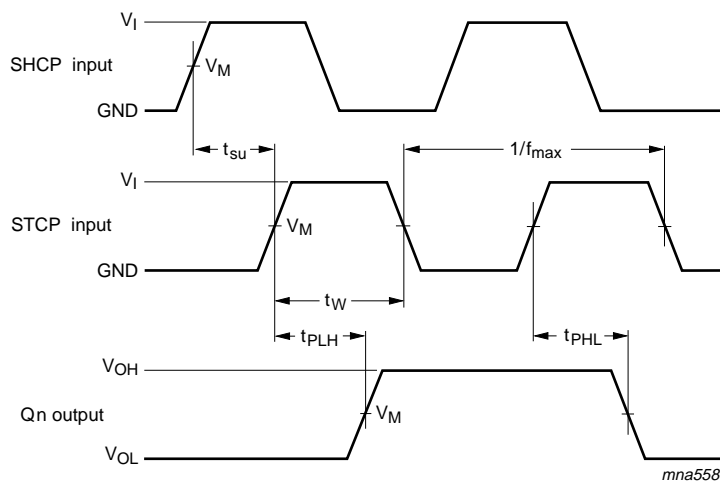 VI
SHCP input
VM
GND
tsu
1/fmax
VI
STCP input
VM
GND
tW
tPLH
tPHL
VOH
Qn output
VM
VOL
mna558